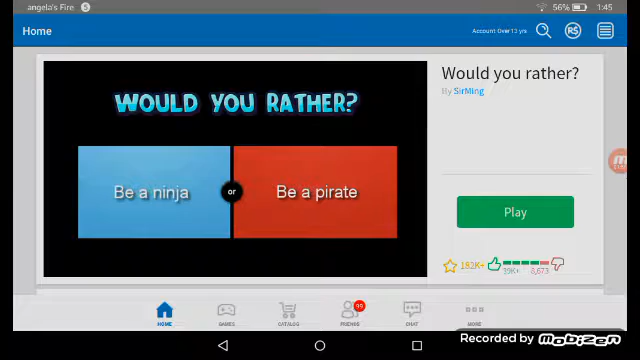 angela's Fire S 56% 1:45
Home Account Over 13 yrs R$
WOULD YOU RATHER?
Be a ninja or Be a pirate
Would you rather?
By SirMing
Play
192K+ 19K+ 8,673
99
HOME GAMES CATALOG FRIENDS CHAT MORE
Recorded by MOBIZEN